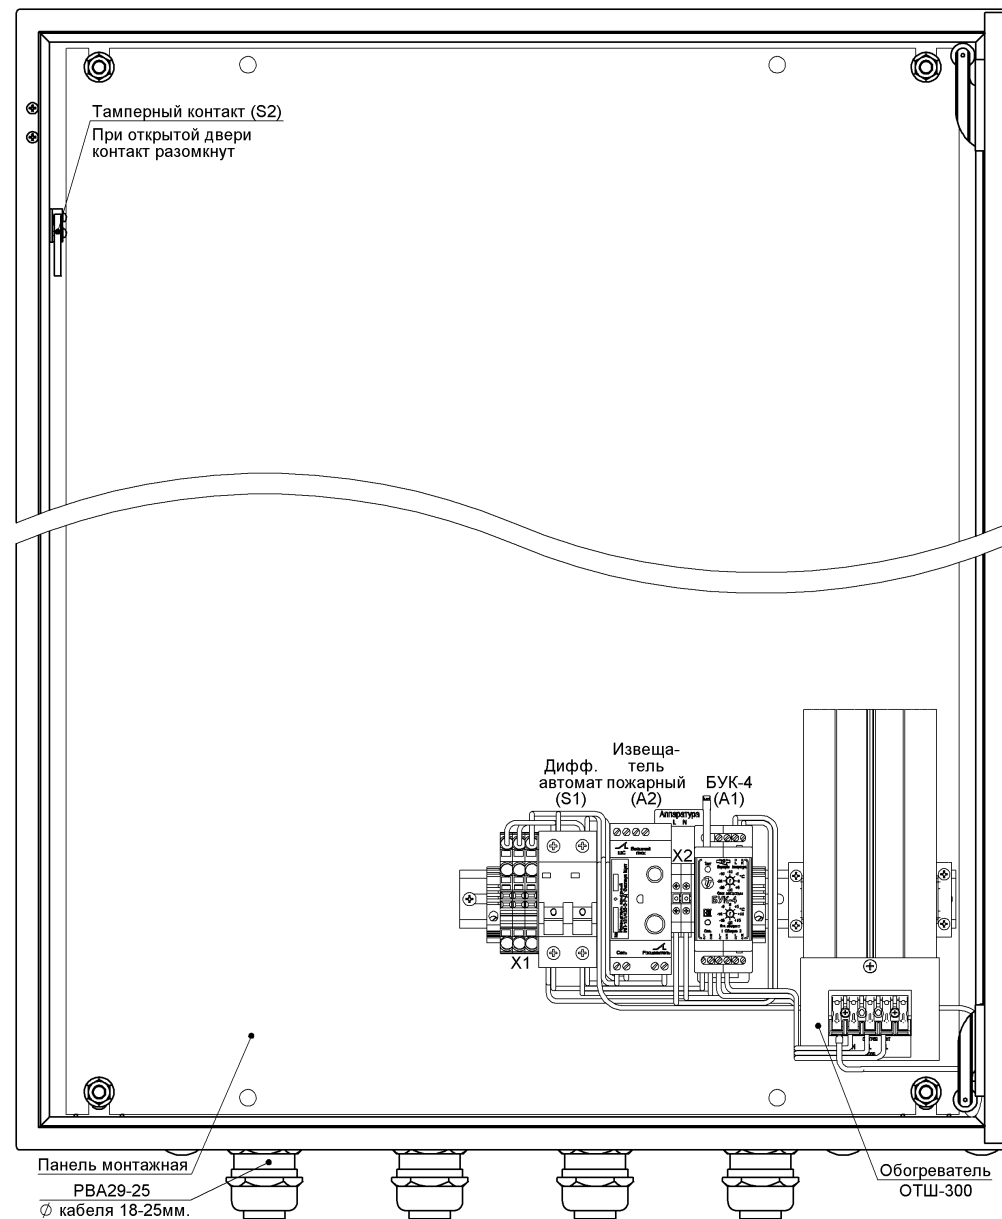 Тамперный контакт (S2)
При открытой двери
контакт разомкнут
Извеща-
тель
пожарный
(A2)
Дифф.
автомат
(S1)
БУК-4
(A1)
Аппаратура
L N
X2
БУК-4
X1
Сеть
Панель монтажная
РВА29-25
∅ кабеля 18-25мм.
Обогреватель
ОТШ-300